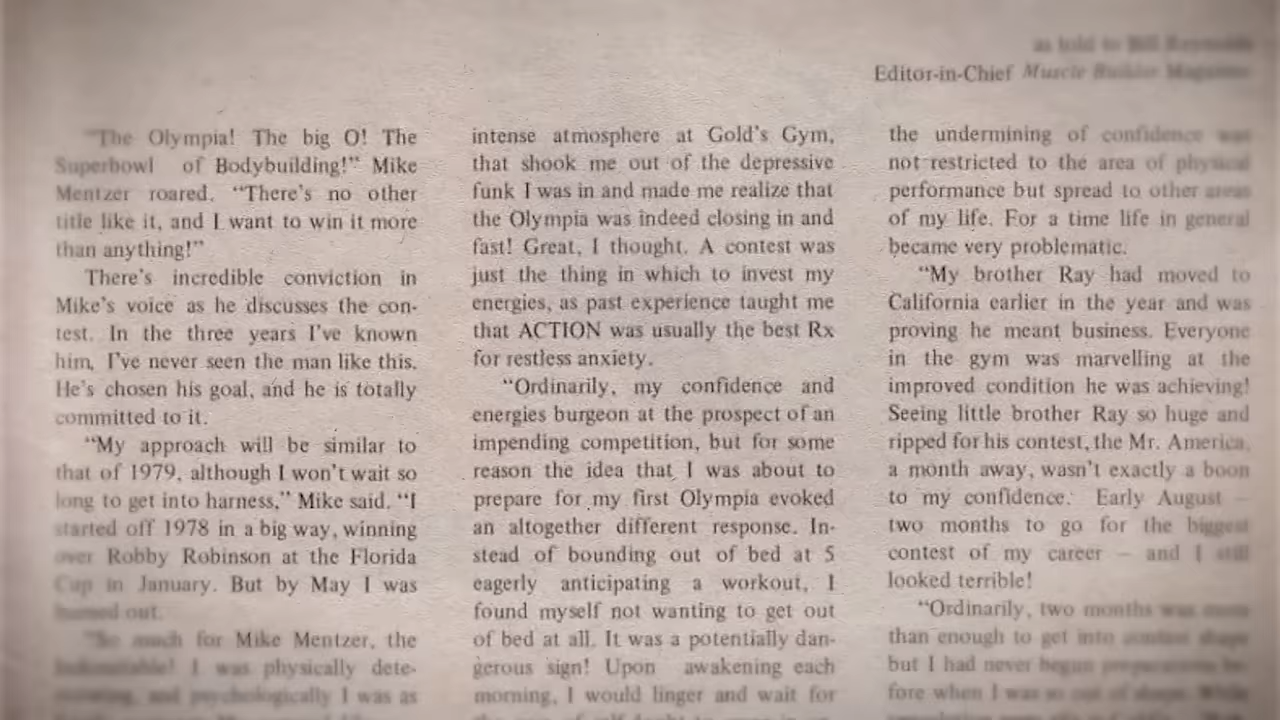 as told to Bill Reynolds
Editor-in-Chief Muscle Builder Magazine
"The Olympia! The big O! The
Superbowl of Bodybuilding!" Mike
Mentzer roared. "There's no other
title like it, and I want to win it more
than anything!"
There's incredible conviction in
Mike's voice as he discusses the con-
test. In the three years I've known
him, I've never seen the man like this.
He's chosen his goal, and he is totally
committed to it.
"My approach will be similar to
that of 1979, although I won't wait so
long to get into harness," Mike said. "I
started off 1978 in a big way, winning
over Robby Robinson at the Florida
Cup in January. But by May I was
burned out.
"So much for Mike Mentzer, the
I was physically dete-
and psychologically I was as
intense atmosphere at Gold's Gym,
that shook me out of the depressive
funk I was in and made me realize that
the Olympia was indeed closing in and
fast! Great, I thought. A contest was
just the thing in which to invest my
energies, as past experience taught me
that ACTION was usually the best Rx
for restless anxiety.
"Ordinarily, my confidence and
energies burgeon at the prospect of an
impending competition, but for some
reason the idea that I was about to
prepare for my first Olympia evoked
an altogether different response. In-
stead of bounding out of bed at 5
eagerly anticipating a workout, I
found myself not wanting to get out
of bed at all. It was a potentially dan-
gerous sign! Upon awakening each
morning, I would linger and wait for
the undermining of confidence was
not restricted to the area of physical
performance but spread to other areas
of my life. For a time life in general
became very problematic.
"My brother Ray had moved to
California earlier in the year and was
proving he meant business. Everyone
in the gym was marvelling at the
improved condition he was achieving!
Seeing little brother Ray so huge and
ripped for his contest, the Mr. America,
a month away, wasn't exactly a boon
to my confidence. Early August —
two months to go for the biggest
contest of my career — and I still
looked terrible!
"Ordinarily, two months was more
than enough to get into contest shape
but I had never begun preparations be-
fore when I was so out of shape. While